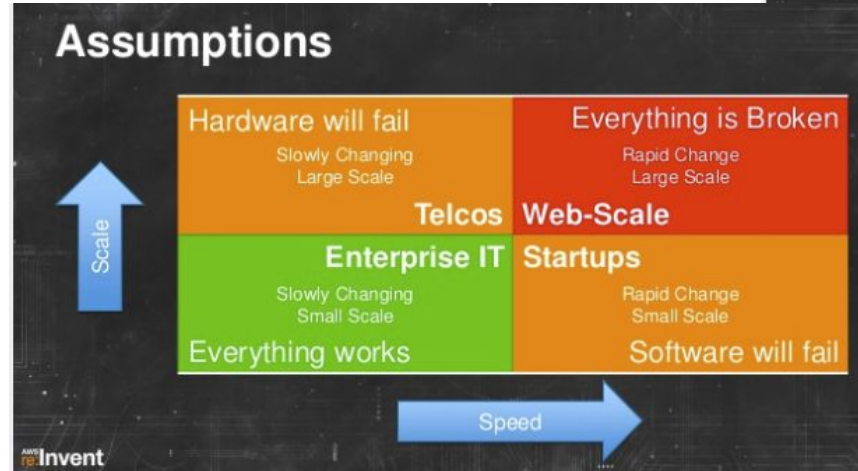 Assumptions
Hardware will fail
Slowly Changing
Large Scale
Telcos
Everything is Broken
Rapid Change
Large Scale
Web-Scale
Scale
Enterprise IT
Slowly Changing
Small Scale
Everything works
Startups
Rapid Change
Small Scale
Software will fail
Speed
AWS
re:Invent